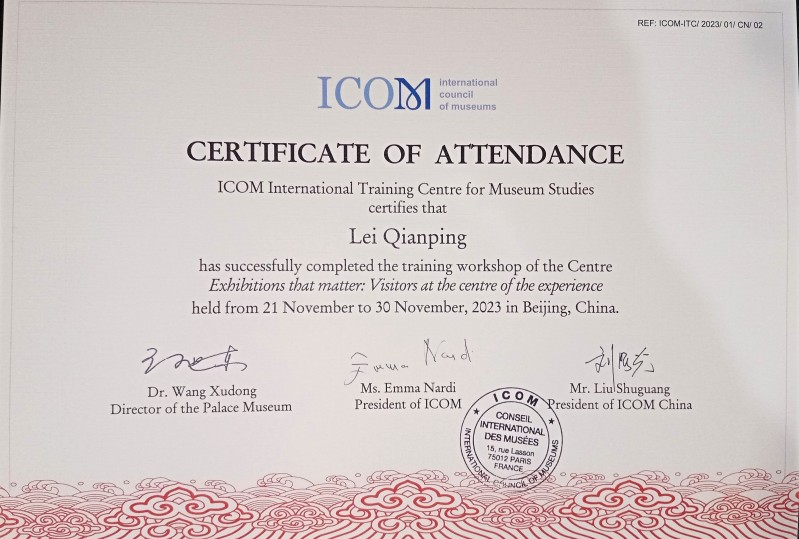 REF: ICOM-ITC/ 2023/ 01/ CN/ 02
ICOM
international
council
of museums
CERTIFICATE OF ATTENDANCE
ICOM International Training Centre for Museum Studies
certifies that
Lei Qianping
has successfully completed the training workshop of the Centre
Exhibitions that matter: Visitors at the centre of the experience
held from 21 November to 30 November, 2023 in Beijing, China.
Emma Nardi
Dr. Wang Xudong
Director of the Palace Museum
Ms. Emma Nardi
President of ICOM
Mr. Liu Shuguang
President of ICOM China
ICOM
CONSEIL
INTERNATIONAL
DES MUSÉES
15, rue Lasson
75012 PARIS
FRANCE
INTERNATIONAL COUNCIL OF MUSEUMS